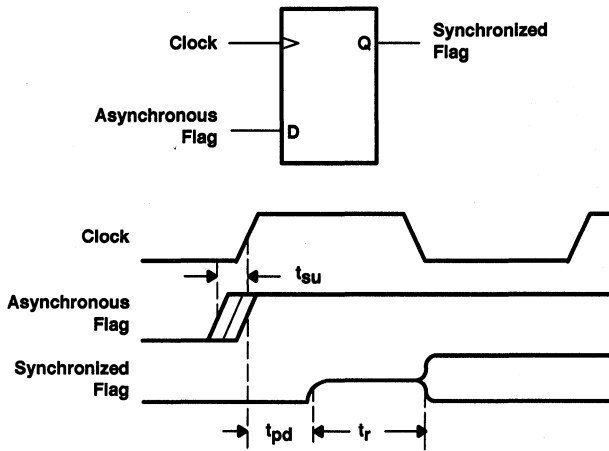 Clock
Q
Synchronized
Flag
Asynchronous
Flag
D
Clock
tsu
Asynchronous
Flag
Synchronized
Flag
tpd
tr